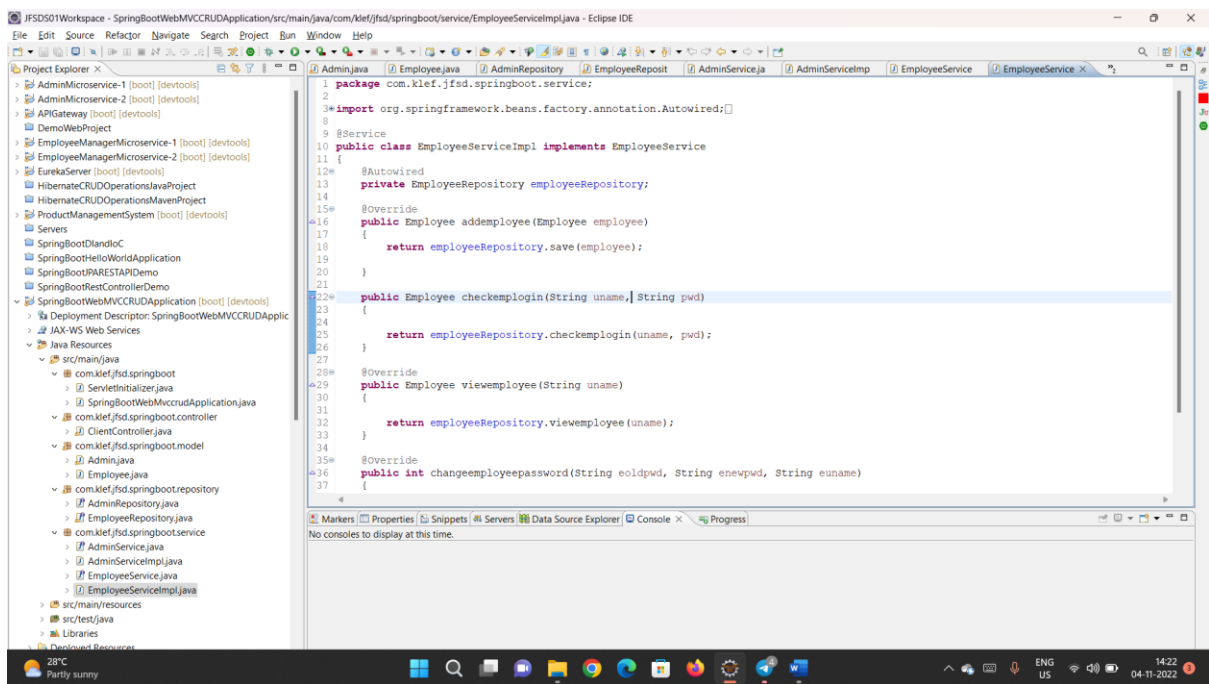 JFSDS01Workspace - SpringBootWebMVCCRUDApplication/src/main/java/com/klef/jfsd/springboot/service/EmployeeServiceImpl.java - Eclipse IDE
File Edit Source Refactor Navigate Search Project Run Window Help
Project Explorer
AdminMicroservice-1 [boot] [devtools]
AdminMicroservice-2 [boot] [devtools]
APIGateway [boot] [devtools]
DemoWebProject
EmployeeManagerMicroservice-1 [boot] [devtools]
EmployeeManagerMicroservice-2 [boot] [devtools]
EurekaServer [boot] [devtools]
HibernateCRUDOperationsJavaProject
HibernateCRUDOperationsMavenProject
ProductManagementSystem [boot] [devtools]
Servers
SpringBootDIandIoC
SpringBootHelloWorldApplication
SpringBootJPARESTAPIDemo
SpringBootRestControllerDemo
SpringBootWebMVCCRUDApplication [boot] [devtools]
Deployment Descriptor: SpringBootWebMVCCRUDApplic
JAX-WS Web Services
Java Resources
src/main/java
com.klef.jfsd.springboot
ServletInitializer.java
SpringBootWebMvccrudApplication.java
com.klef.jfsd.springboot.controller
ClientController.java
com.klef.jfsd.springboot.model
Admin.java
Employee.java
com.klef.jfsd.springboot.repository
AdminRepository.java
EmployeeRepository.java
com.klef.jfsd.springboot.service
AdminService.java
AdminServiceImpl.java
EmployeeService.java
EmployeeServiceImpl.java
src/main/resources
src/test/java
Libraries
Deployed Resources
Admin.java Employee.java AdminRepository EmployeeReposit AdminService.ja AdminServiceImp EmployeeService EmployeeService
1 package com.klef.jfsd.springboot.service;
2
3 import org.springframework.beans.factory.annotation.Autowired;
8
9 @Service
10 public class EmployeeServiceImpl implements EmployeeService
11 {
12 @Autowired
13 private EmployeeRepository employeeRepository;
14
15 @Override
16 public Employee addemployee(Employee employee)
17 {
18 return employeeRepository.save(employee);
19
20 }
21
22 public Employee checkemplogin(String uname, String pwd)
23 {
24
25 return employeeRepository.checkemplogin(uname, pwd);
26 }
27
28 @Override
29 public Employee viewemployee(String uname)
30 {
31
32 return employeeRepository.viewemployee(uname);
33 }
34
35 @Override
36 public int changeemployeepassword(String eoldpwd, String enewpwd, String euname)
37 {
Markers Properties Snippets Servers Data Source Explorer Console Progress
No consoles to display at this time.
28°C
Partly sunny
ENG
US
14:22
04-11-2022